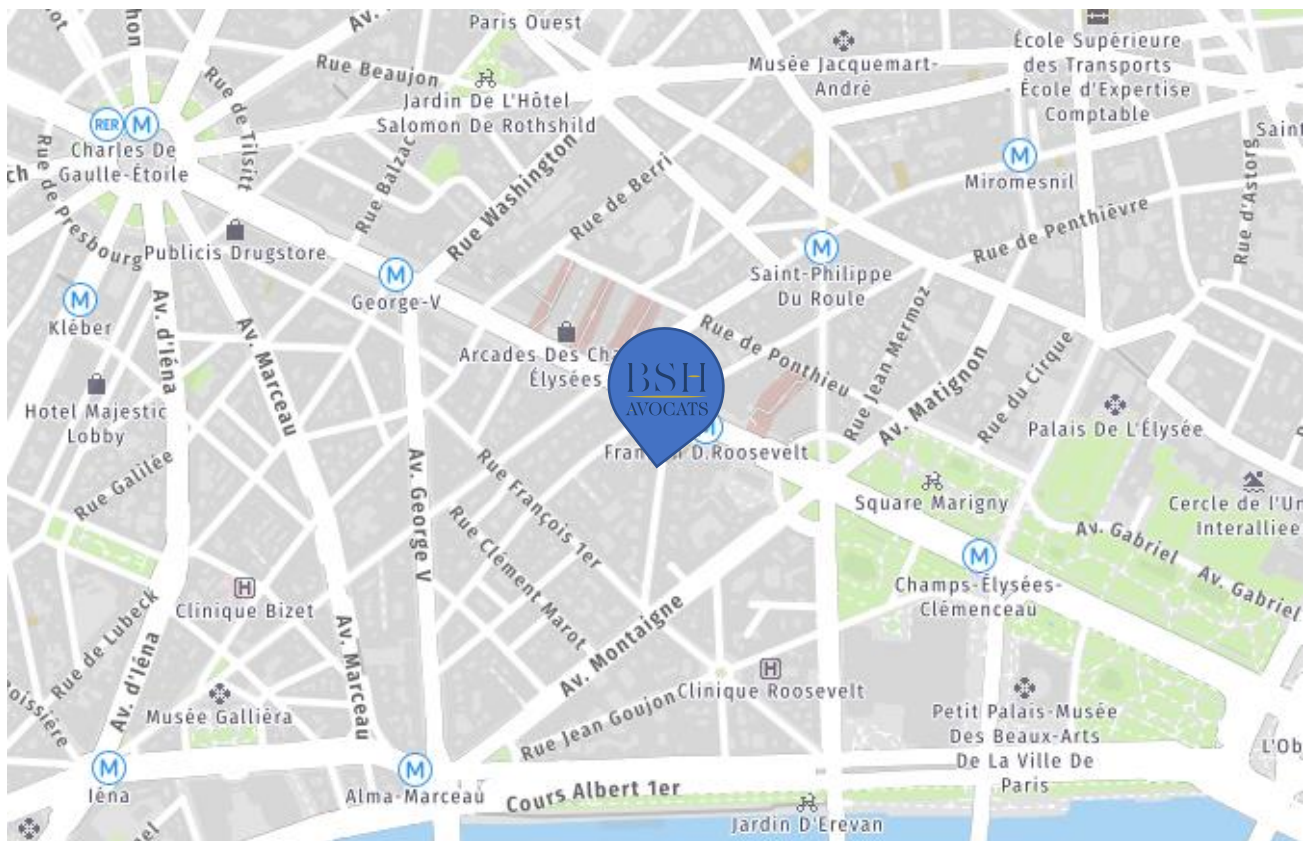 Paris Ouest
Av.
Rue Beaujon
Rue de Tilsitt
Jardin De L'Hôtel
Salomon De Rothshild
Musée Jacquemart-
André
École Supérieure
des Transports
École d'Expertise
Comptable
RER M
Charles De
Gaulle-Étoile
Rue de Presbourg
Rue Balzac
Rue Washington
Rue de Berri
M
Miromesnil
Rue d'Astorg
Rue de Penthièvre
Publicis Drugstore
M
George-V
M
Saint-Philippe
Du Roule
M
Kléber
Av. d'Iéna
Av. Marceau
Arcades Des Cha
Élysées
BSH
AVOCATS
Rue de Ponthieu
Rue Jean Mermoz
Av. Matignon
Rue du Cirque
Hotel Majestic
Lobby
Palais De L'Élysée
M
D.Roosevelt
Rue Galilée
Av. George V
Rue François 1er
Rue Clément Marot
Square Marigny
Cercle de l'Un
Interalliee
Av. Gabriel
Av. Gabriel
M
Champs-Élysées-
Clémenceau
H
Clinique Bizet
Rue de Lubeck
Av. d'Iéna
Av. Marceau
Av. Montaigne
H
Clinique Roosevelt
Musée Galliéra
Rue Jean Goujon
Petit Palais-Musée
Des Beaux-Arts
De La Ville De
Paris
M
Iéna
M
Alma-Marceau
Cours Albert 1er
Jardin D'Erevan